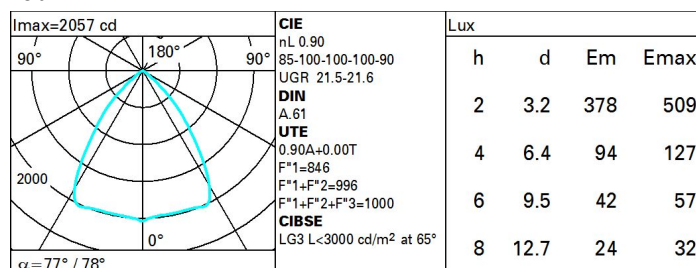 Imax=2057 cd
90°
180°
90°
2000
0°
α=77° / 78°
CIE
nL 0.90
85-100-100-100-90
UGR 21.5-21.6
DIN
A.61
UTE
0.90A+0.00T
F"1=846
F"1+F"2=996
F"1+F"2+F"3=1000
CIBSE
LG3 L<3000 cd/m² at 65°
Lux
h d Em Emax
2 3.2 378 509
4 6.4 94 127
6 9.5 42 57
8 12.7 24 32